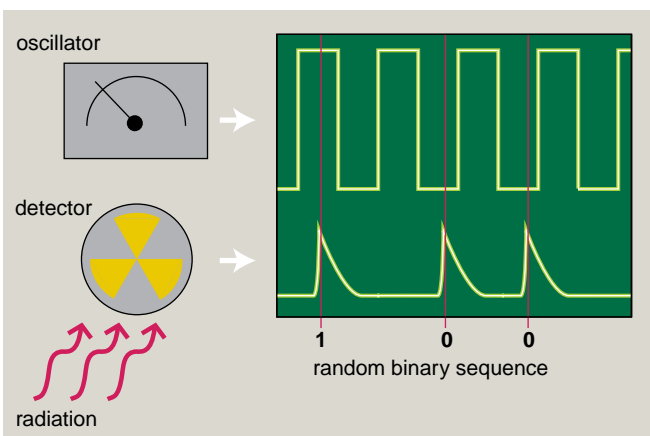 oscillator
detector
radiation
1 0 0
random binary sequence